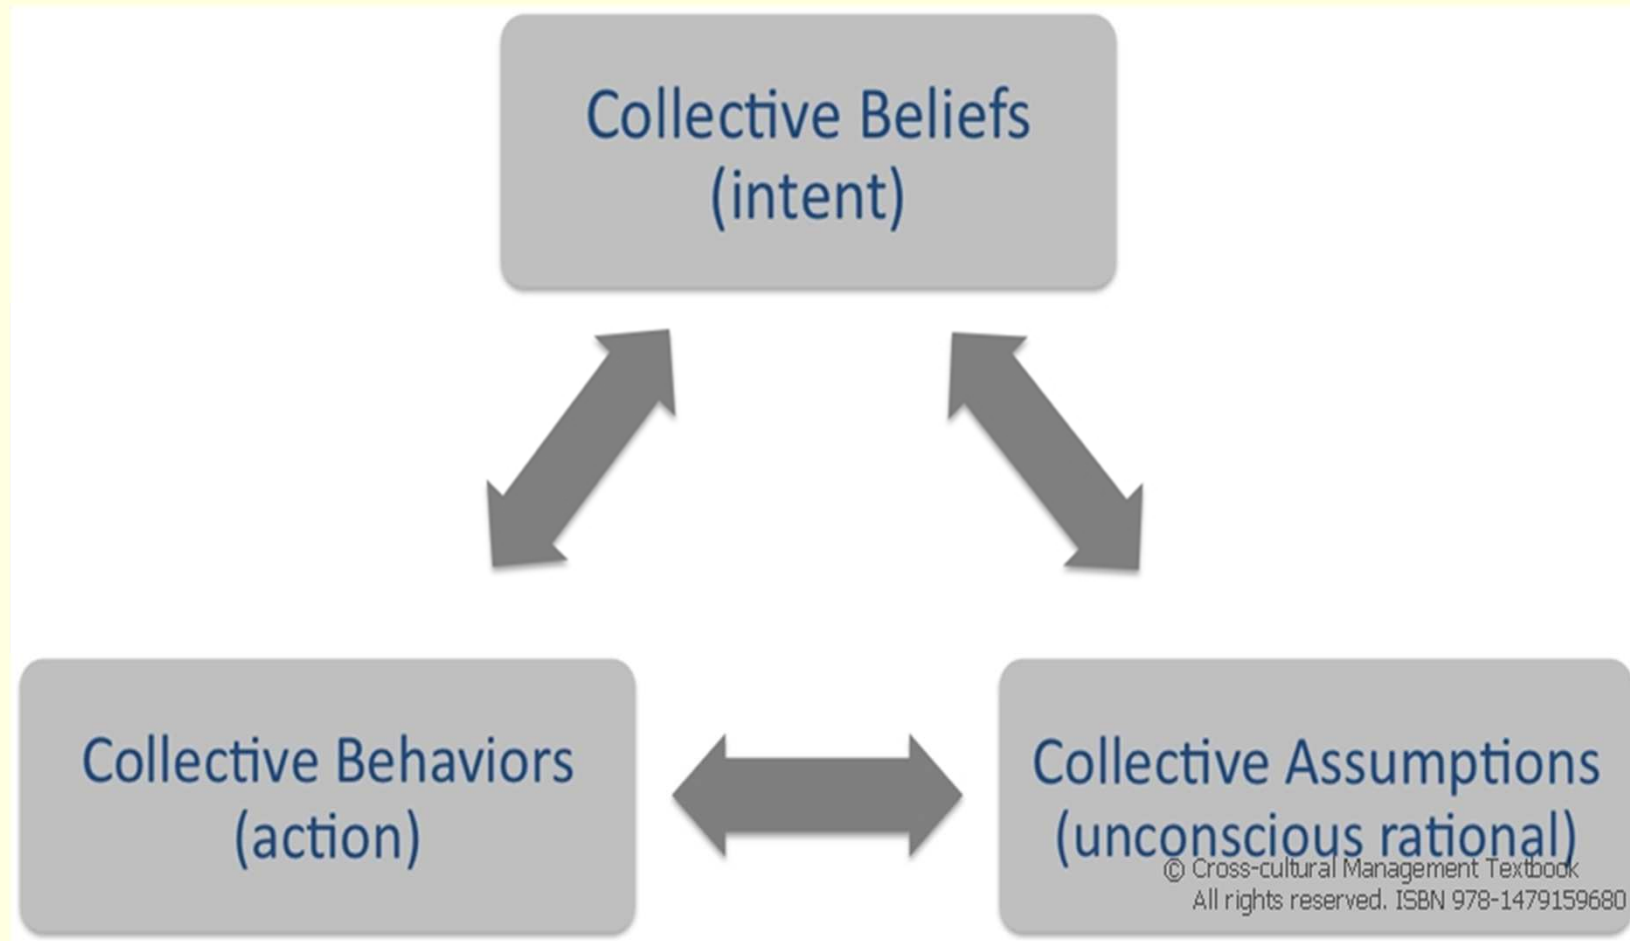 Collective Beliefs
(intent)
Collective Behaviors
(action)
Collective Assumptions
(unconscious rational)
© Cross-cultural Management Textbook
All rights reserved. ISBN 978-1479159680